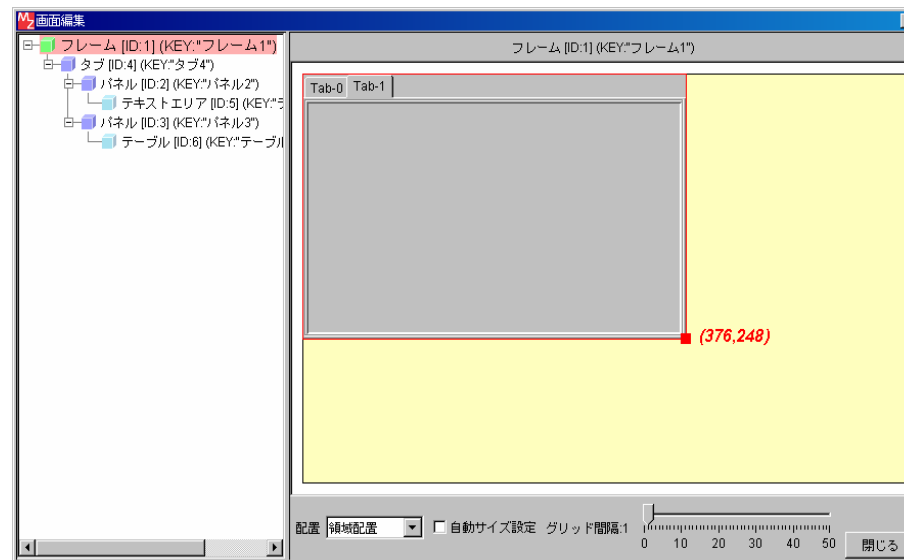 画面編集
フレーム [ID:1] (KEY:"フレーム1")
タブ [ID:4] (KEY:"タブ4")
パネル [ID:2] (KEY:"パネル2")
テキストエリア [ID:5] (KEY:"テ
パネル [ID:3] (KEY:"パネル3")
テーブル [ID:6] (KEY:"テーブル
フレーム [ID:1] (KEY:"フレーム1")
Tab-0 Tab-1
(376,248)
配置 領域配置 自動サイズ設定 グリッド間隔:1
0 10 20 30 40 50 閉じる